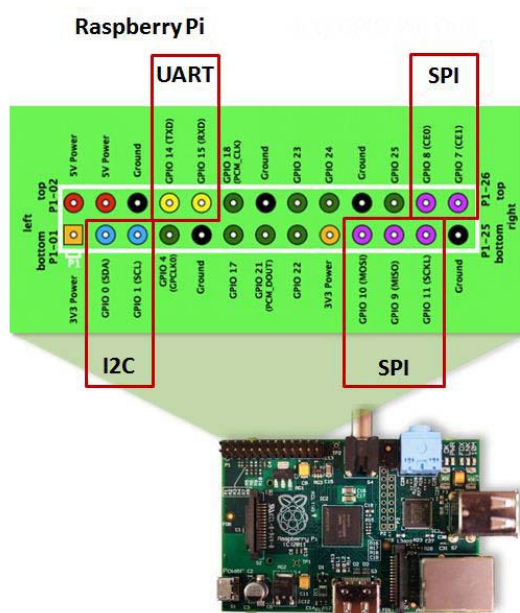 Raspberry Pi
UART
SPI
5V Power
5V Power
Ground
GPIO 14 (TXD)
GPIO 15 (RXD)
GPIO 18
(PCM_CLK)
Ground
GPIO 23
GPIO 24
Ground
GPIO 25
GPIO 8 (CE0)
GPIO 7 (CE1)
left
top
P1-02
bottom
P1-01
P1-26
top
right
P1-25
bottom
P1
3V3 Power
GPIO 0 (SDA)
GPIO 1 (SCL)
GPIO 4
(GPCLK0)
Ground
GPIO 17
GPIO 21
(PCM_DOUT)
GPIO 22
3V3 Power
GPIO 10 (MOSI)
GPIO 9 (MISO)
GPIO 11 (SCKL)
Ground
I2C
SPI
Raspberry Pi
(C)2011